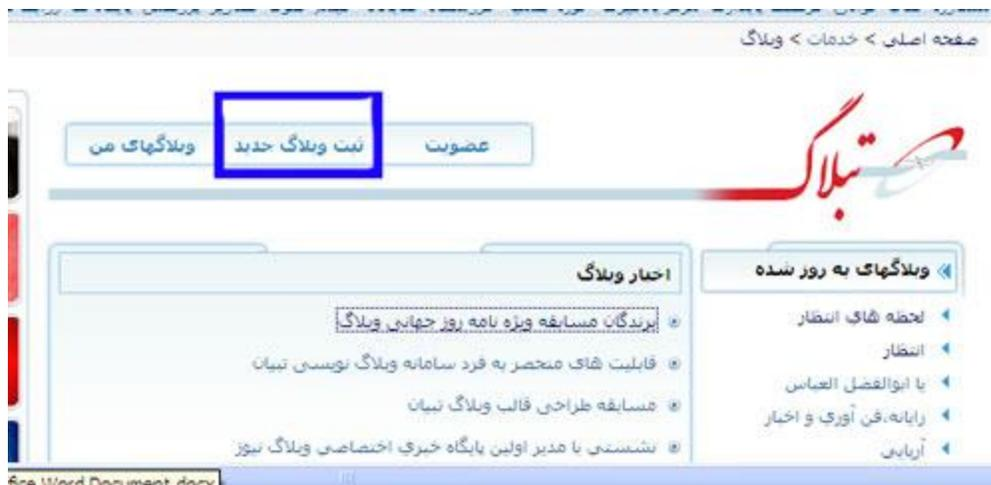 صفحه اصلی > خدمات > وبلاگ
تبلاگ
عضویت
ثبت وبلاگ جدید
وبلاگهای من
وبلاگهای به روز شده
لحظه های انتظار
انتظار
یا ابوالفضل العباس
رایانه،فن آوری و اخبار
آریایی
اخبار وبلاگ
برندگان مسابقه ویژه نامه روز جهانی وبلاگ
قابلیت های منحصر به فرد سامانه وبلاگ نویسی تبیان
مسابقه طراحی قالب وبلاگ تبیان
نشستی با مدیر اولین پایگاه خبری اختصاصی وبلاگ نیوز
Word Document.docx